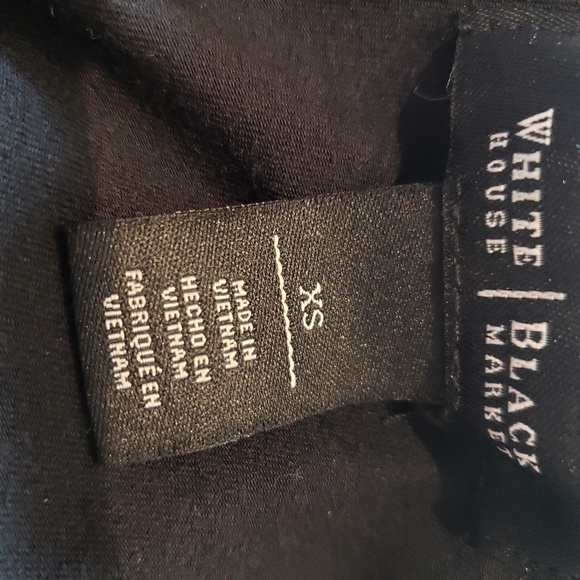 WHITE | BLACK
HOUSE | MARKET
XS
MADE IN
VIETNAM
HECHO EN
VIETNAM
FABRIQUÉ EN
VIETNAM